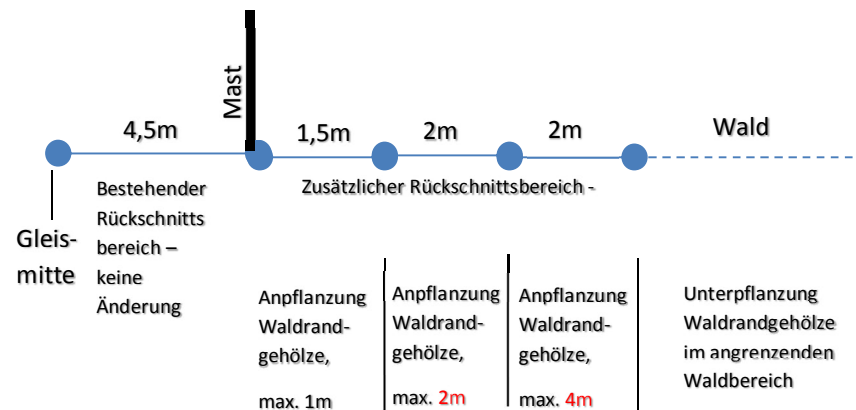 Mast
4,5m
1,5m
2m
2m
Wald
Gleis-
mitte
Bestehender
Rückschnitts
bereich –
keine
Änderung
Zusätzlicher Rückschnittsbereich -
Anpflanzung
Waldrand-
gehölze,
max. 1m
Anpflanzung
Waldrand-
gehölze,
max. 2m
Anpflanzung
Waldrand-
gehölze,
max. 4m
Unterpflanzung
Waldrandgehölze
im angrenzenden
Waldbereich